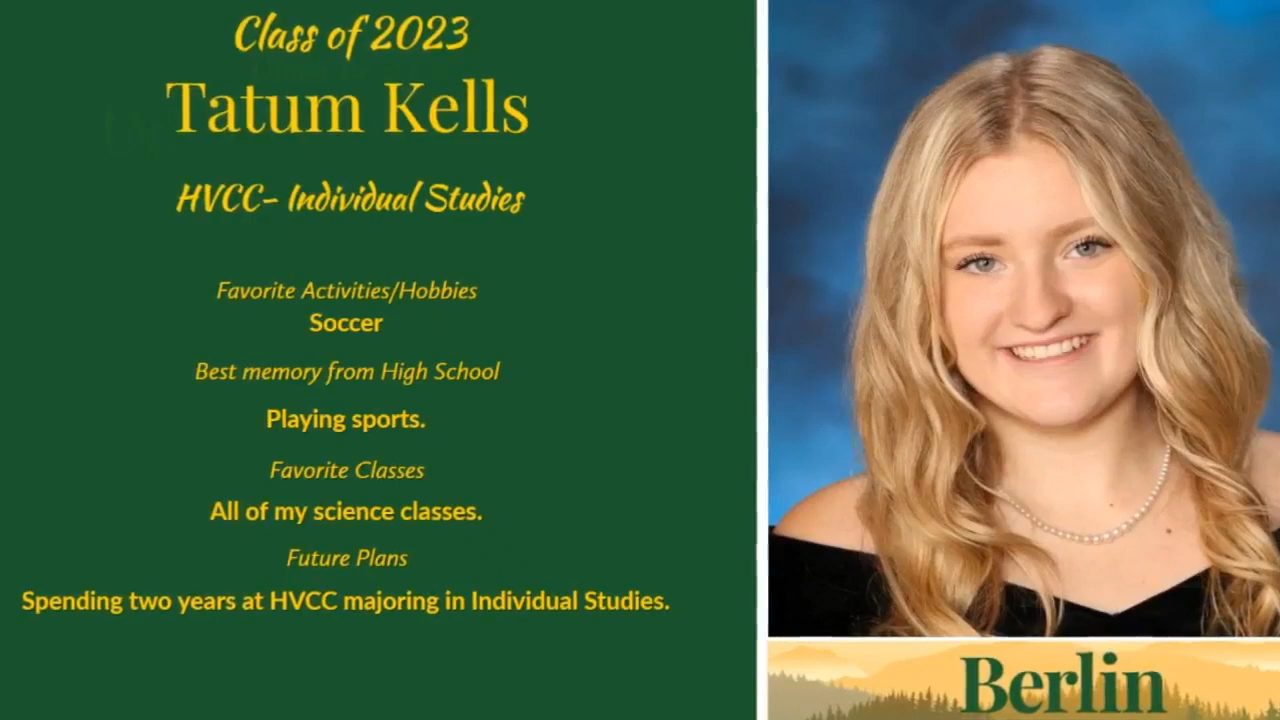 Class of 2023
Tatum Kells
HVCC- Individual Studies
Favorite Activities/Hobbies
Soccer
Best memory from High School
Playing sports.
Favorite Classes
All of my science classes.
Future Plans
Spending two years at HVCC majoring in Individual Studies.
Berlin